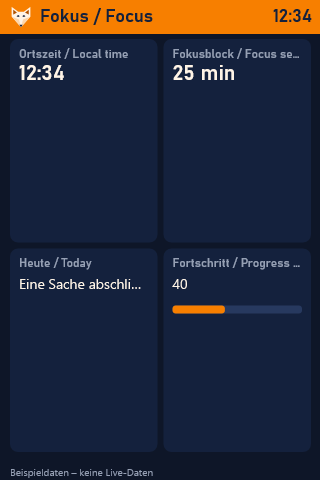 Fokus / Focus
12:34
Ortszeit / Local time
12:34
Fokusblock / Focus se...
25 min
Heute / Today
Eine Sache abschli...
Fortschritt / Progress ...
40
Beispieldaten – keine Live-Daten